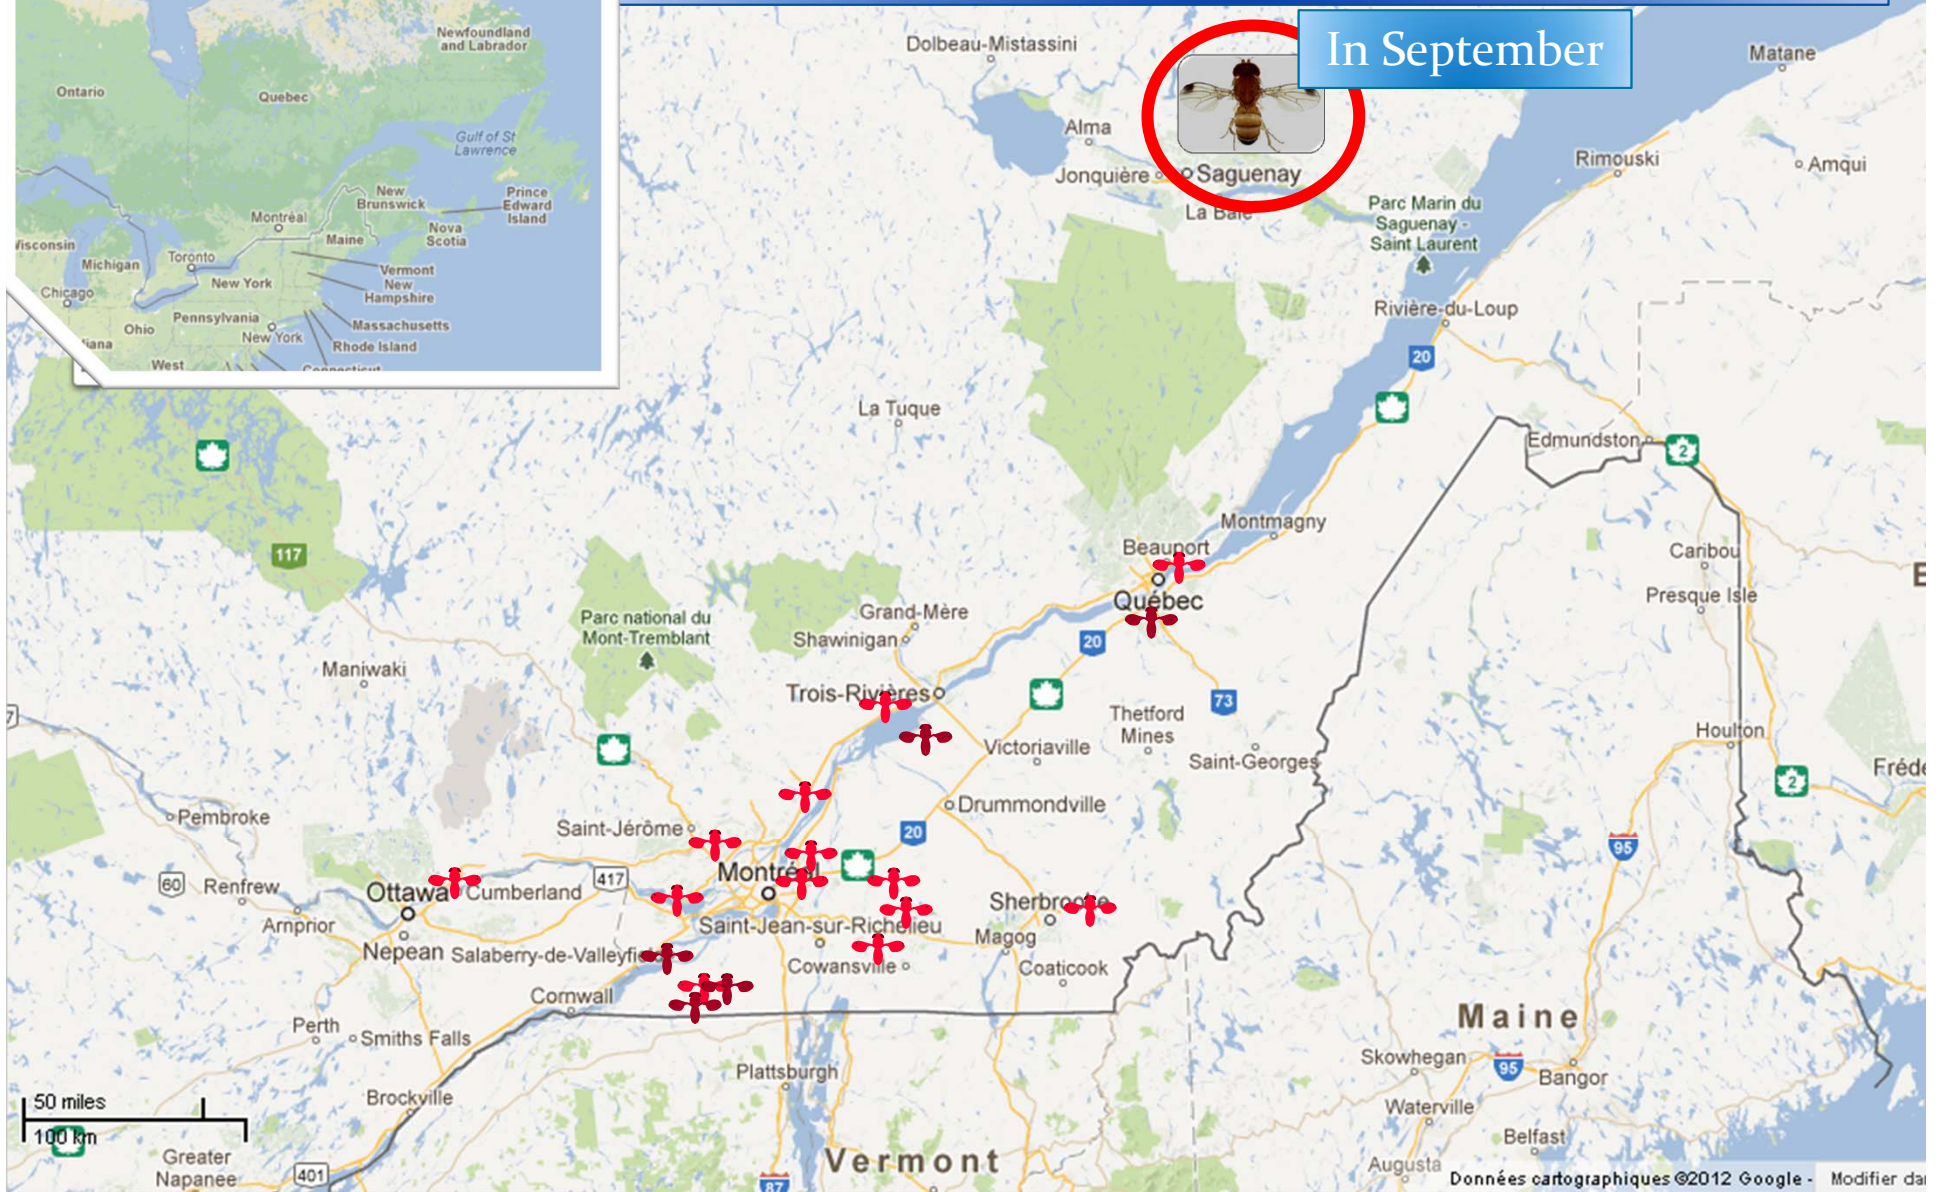 In September
Newfoundland
and Labrador
Ontario
Quebec
Gulf of St
Lawrence
New
Brunswick
Prince
Edward
Island
Montréal
Nova
Scotia
Maine
Michigan
Toronto
Vermont
New York
New
Hampshire
Chicago
Pennsylvania
Massachusetts
Ohio
New York
Rhode Island
West
Connecticut
Dolbeau-Mistassini
Matane
Alma
Rimouski
Amqui
Jonquière
Saguenay
La Baie
Parc Marin du
Saguenay -
Saint Laurent
Rivière-du-Loup
20
La Tuque
Edmundston
2
117
Montmagny
Beauport
Caribou
Québec
Presque Isle
Parc national du
Mont-Tremblant
Grand-Mère
Shawinigan
20
Maniwaki
Trois-Rivières
73
Thetford
Mines
Houlton
Victoriaville
Saint-Georges
2
Pembroke
Drummondville
Saint-Jérôme
20
95
60
Renfrew
417
Montréal
Ottawa
Cumberland
Sherbrooke
Arnprior
Saint-Jean-sur-Richelieu
Magog
Nepean
Salaberry-de-Valleyfie
Cowansville
Coaticook
Cornwall
Maine
Perth
Smiths Falls
Skowhegan
95
Bangor
Plattsburgh
Brockville
50 miles
100 km
Waterville
Belfast
Greater
Napanee
401
Vermont
87
Augusta
Données cartographiques ©2012 Google -
Modifier da